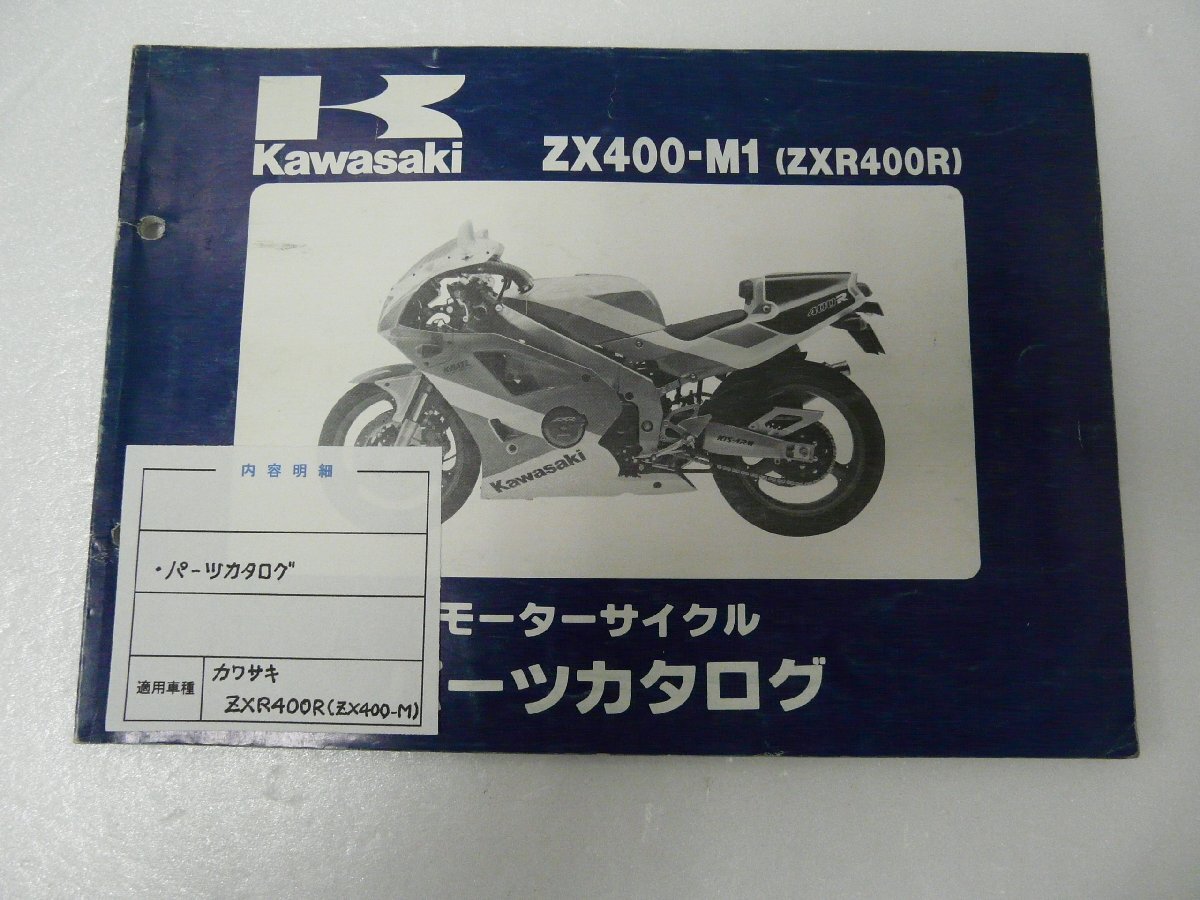 Kawasaki
ZX400-M1 (ZXR400R)
400R
Kawasaki
内容明細
・パーツカタログ
適用車種
カワサキ
ZXR400R(ZX400-M)
モーターサイクル
ーツカタログ